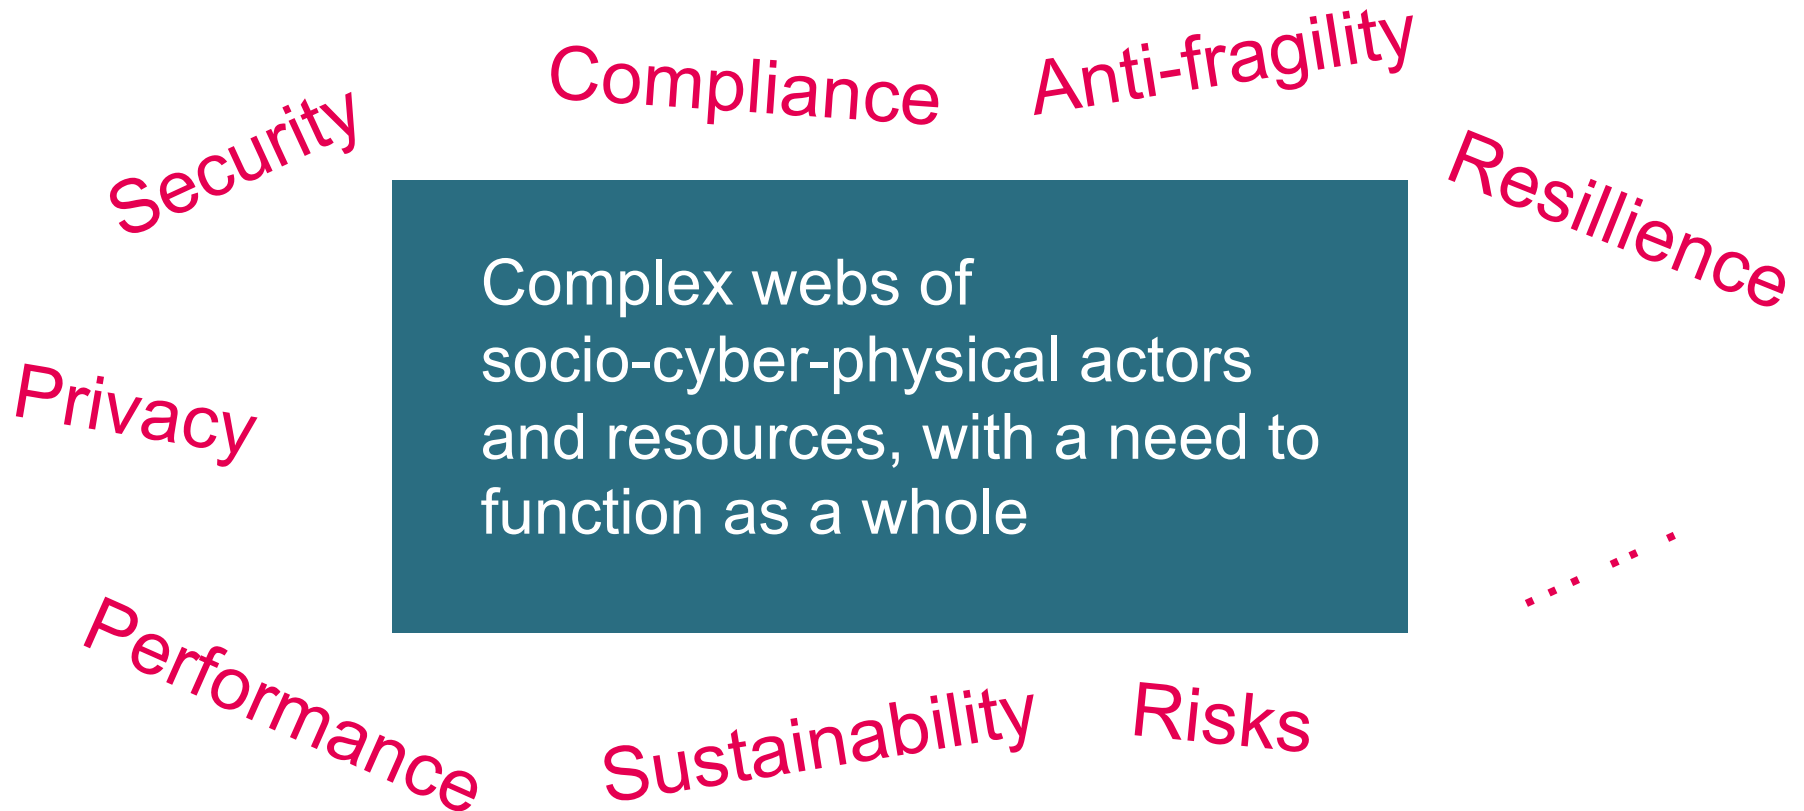 Compliance
Anti-fragility
Security
Resillience
Complex webs of
socio-cyber-physical actors
and resources, with a need to
function as a whole
Privacy
... .. .
Performance
Sustainability
Risks